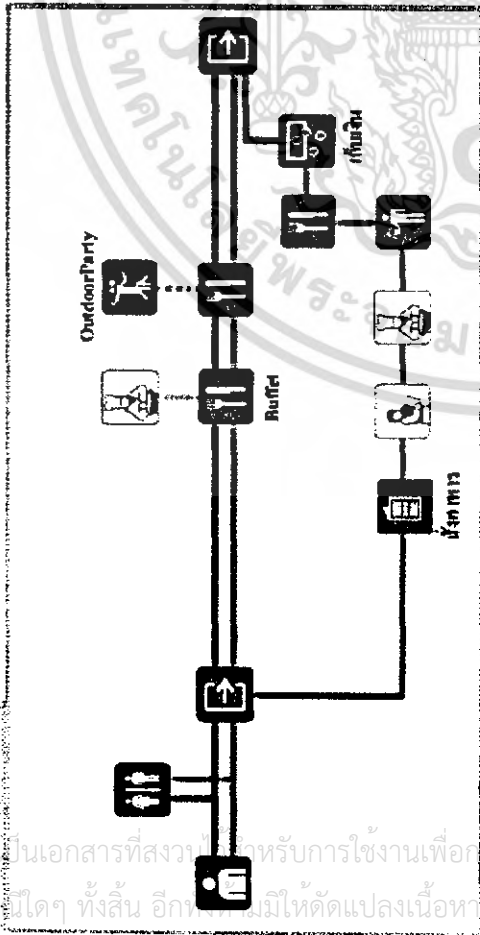 OutdoorParty
Buffet
เก็บเงิน
สั่งอาหาร
เป็นเอกสารที่สงวนไว้สำหรับการใช้งานเพื่อก
ใดๆ ทั้งสิ้น อีกทั้งห้ามมิให้ดัดแปลงเนื้อหา